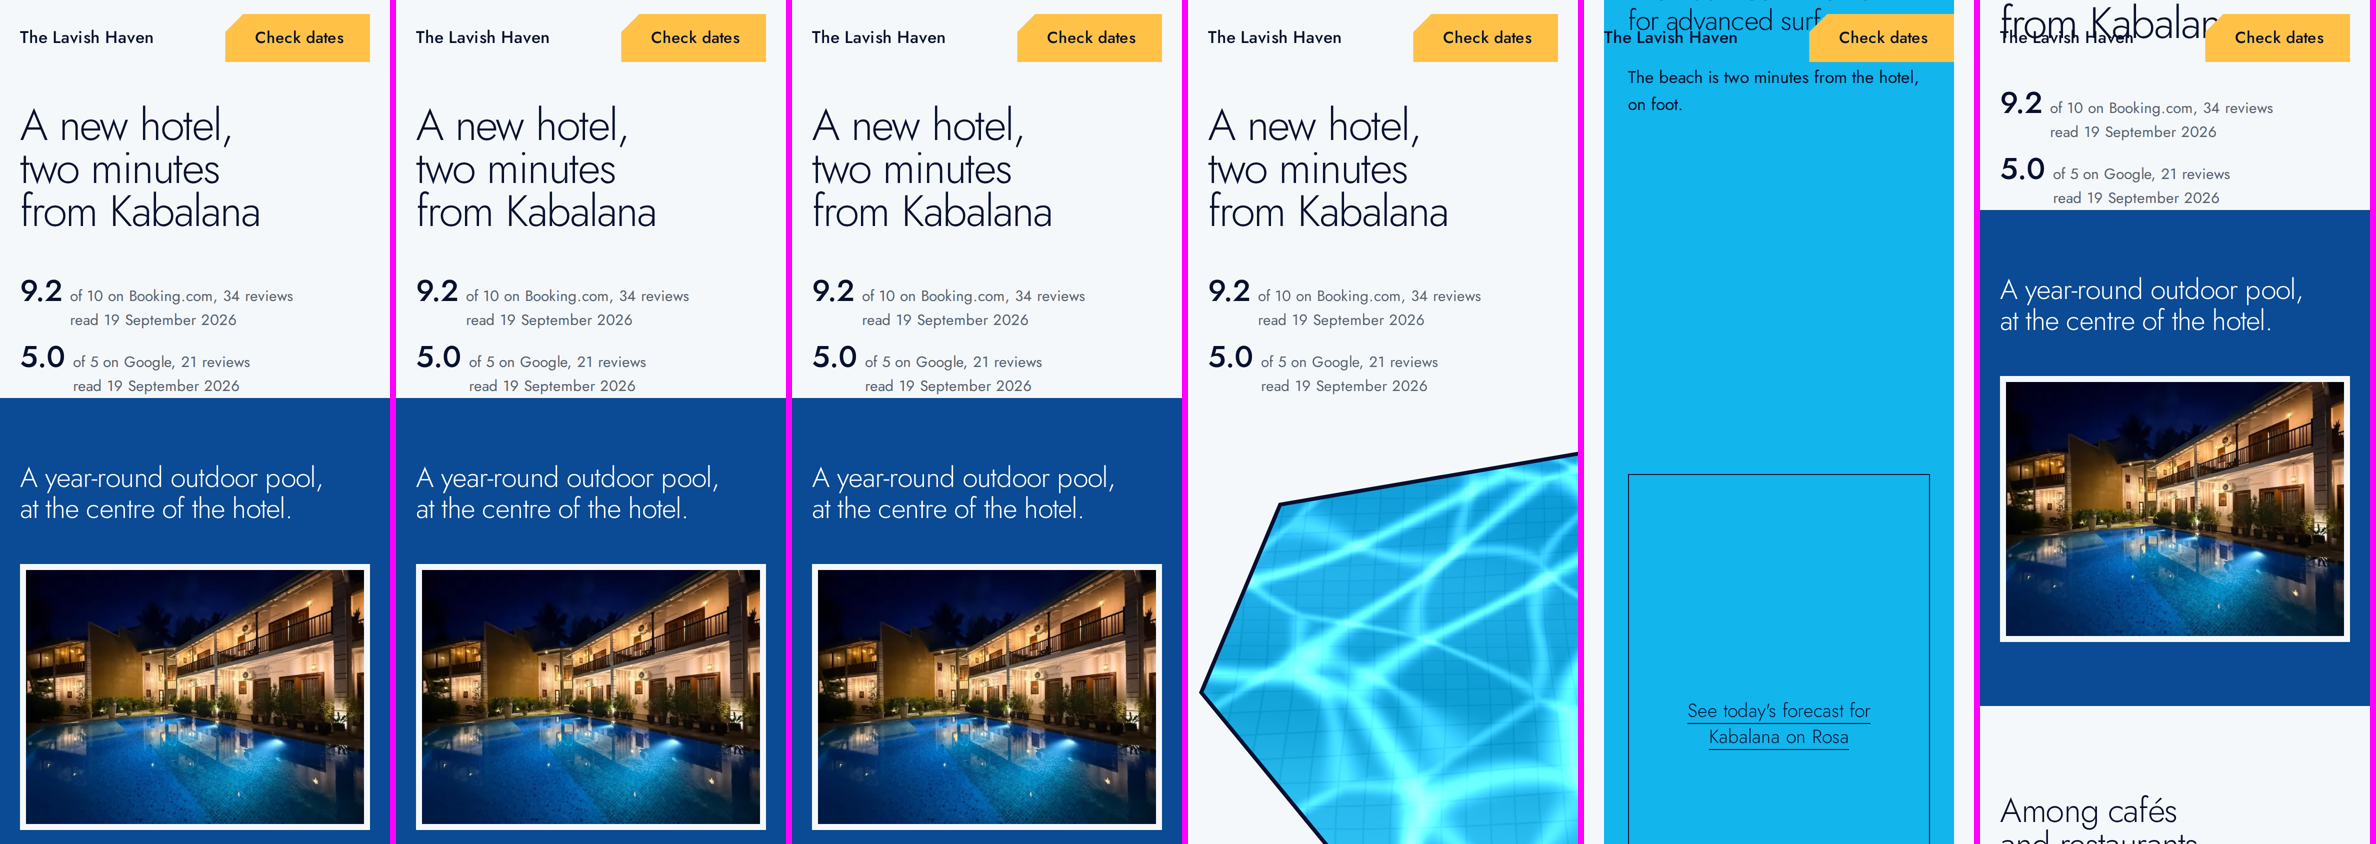 The Lavish Haven
Check dates
A new hotel,
two minutes
from Kabalana
9.2 of 10 on Booking.com, 34 reviews
read 19 September 2026
5.0 of 5 on Google, 21 reviews
read 19 September 2026
A year-round outdoor pool,
at the centre of the hotel.
The Lavish Haven
Check dates
A new hotel,
two minutes
from Kabalana
9.2 of 10 on Booking.com, 34 reviews
read 19 September 2026
5.0 of 5 on Google, 21 reviews
read 19 September 2026
A year-round outdoor pool,
at the centre of the hotel.
The Lavish Haven
Check dates
A new hotel,
two minutes
from Kabalana
9.2 of 10 on Booking.com, 34 reviews
read 19 September 2026
5.0 of 5 on Google, 21 reviews
read 19 September 2026
A year-round outdoor pool,
at the centre of the hotel.
The Lavish Haven
Check dates
A new hotel,
two minutes
from Kabalana
9.2 of 10 on Booking.com, 34 reviews
read 19 September 2026
5.0 of 5 on Google, 21 reviews
read 19 September 2026
for advanced surf
The Lavish Haven
Check dates
The beach is two minutes from the hotel,
on foot.
See today's forecast for
Kabalana on Rosa
from Kabalan
The Lavish Haven
Check dates
9.2 of 10 on Booking.com, 34 reviews
read 19 September 2026
5.0 of 5 on Google, 21 reviews
read 19 September 2026
A year-round outdoor pool,
at the centre of the hotel.
Among cafés
and restaurants